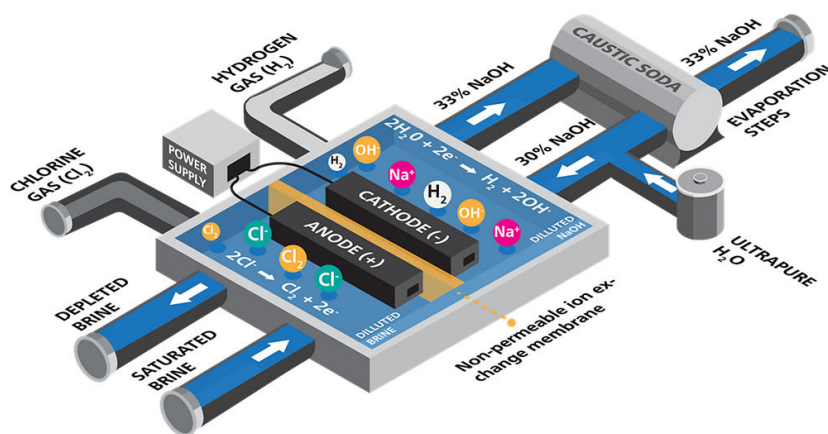 HYDROGEN
GAS (H₂)
33% NaOH
CAUSTIC SODA
33% NaOH
EVAPORATION
STEPS
30% NaOH
POWER
SUPPLY
CHLORINE
GAS (Cl₂)
2H₂0 + 2e⁻ → H₂ + 2OH⁻
H₂
OH⁻
Na⁺
H₂
OH⁻
Na⁺
CATHODE (-)
DILLUTED
NaOH
ULTRAPURE
H₂O
Cl₂
Cl⁻
Cl₂
Cl⁻
ANODE (+)
2Cl⁻ → Cl₂ + 2e⁻
DILLUTED
BRINE
DEPLETED
BRINE
SATURATED
BRINE
Non-permeable ion ex-
change membrane